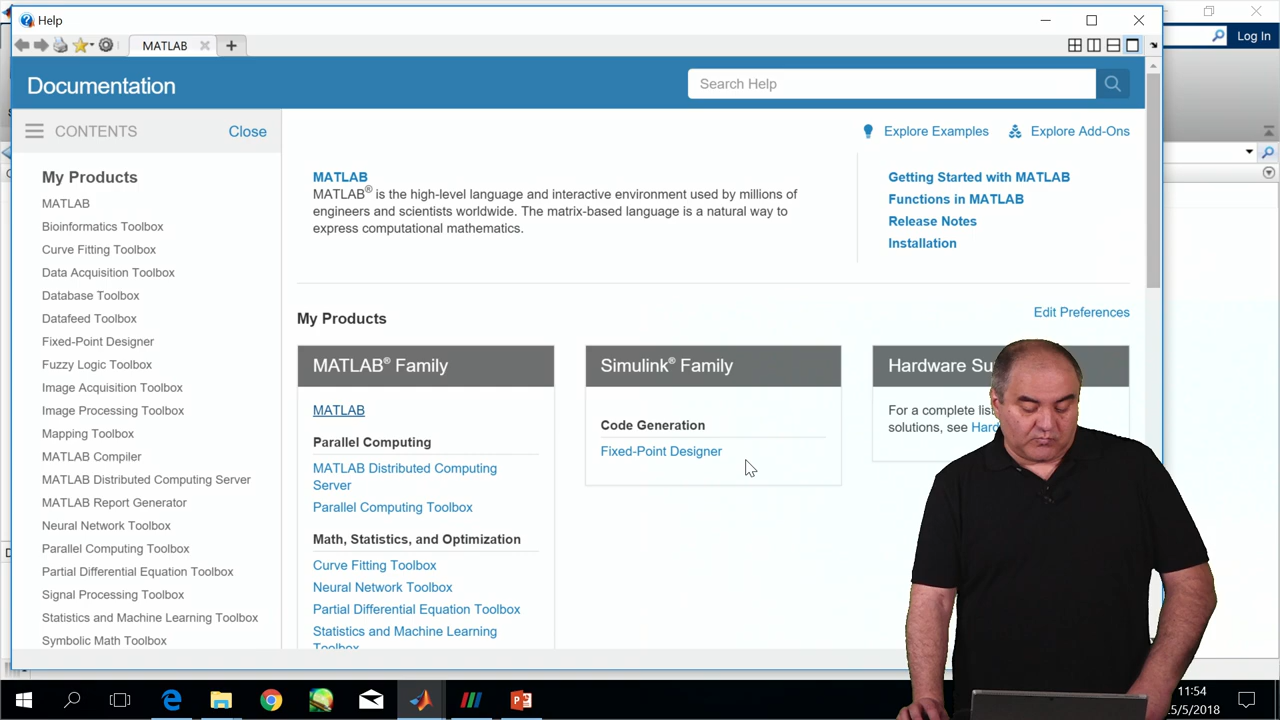 Help
Log In
MATLAB
Documentation
Search Help
CONTENTS
Close
Explore Examples
Explore Add-Ons
My Products
MATLAB
Bioinformatics Toolbox
Curve Fitting Toolbox
Data Acquisition Toolbox
Database Toolbox
Datafeed Toolbox
Fixed-Point Designer
Fuzzy Logic Toolbox
Image Acquisition Toolbox
Image Processing Toolbox
Mapping Toolbox
MATLAB Compiler
MATLAB Distributed Computing Server
MATLAB Report Generator
Neural Network Toolbox
Parallel Computing Toolbox
Partial Differential Equation Toolbox
Signal Processing Toolbox
Statistics and Machine Learning Toolbox
Symbolic Math Toolbox
MATLAB
MATLAB® is the high-level language and interactive environment used by millions of
engineers and scientists worldwide. The matrix-based language is a natural way to
express computational mathematics.
Getting Started with MATLAB
Functions in MATLAB
Release Notes
Installation
My Products
Edit Preferences
MATLAB® Family
MATLAB
Parallel Computing
MATLAB Distributed Computing
Server
Parallel Computing Toolbox
Math, Statistics, and Optimization
Curve Fitting Toolbox
Neural Network Toolbox
Partial Differential Equation Toolbox
Statistics and Machine Learning
Toolbox
Simulink® Family
Code Generation
Fixed-Point Designer
Hardware Su
For a complete lis
solutions, see Hard
11:54
5/5/2018